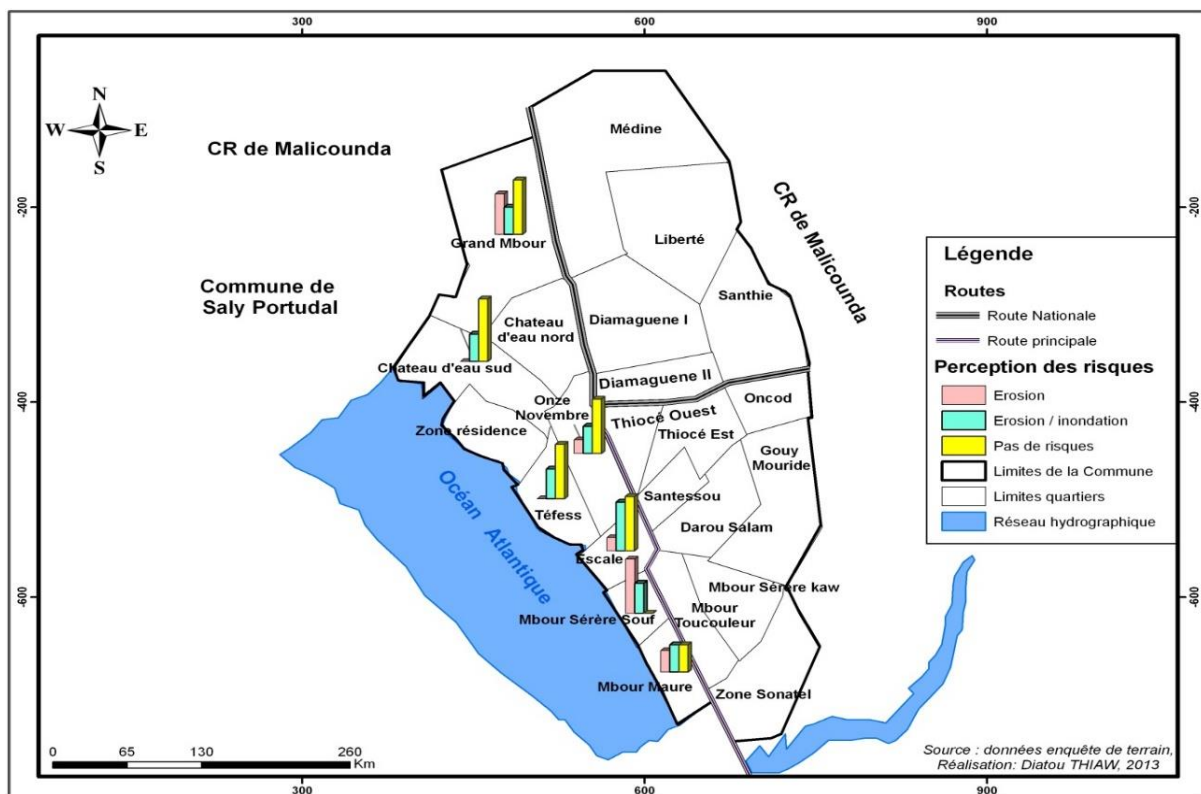 300
600
900
N
W
E
S
CR de Malicounda
Médine
-200
-200
Grand Mbour
Liberté
CR de Malicounda
Commune de
Saly Portudal
Santhie
Chateau
d'eau nord
Diamaguene I
Chateau d'eau sud
Diamaguene II
-400
-400
Onze
Novembre
Oncod
Thiocé Ouest
Zone résidence
Thiocé Est
Gouy
Mouride
Santessou
Téfess
Darou Salam
Océan Atlantique
Escale
Mbour Sérère kaw
-600
-600
Mbour
Toucouleur
Mbour Sérère Souf
Mbour Maure
Zone Sonatel
Légende
Routes
Route Nationale
Route principale
Perception des risques
Erosion
Erosion / inondation
Pas de risques
Limites de la Commune
Limites quartiers
Réseau hydrographique
0
65
130
260
Km
Source : données enquête de terrain,
Réalisation: Diatou THIAW, 2013
300
600
900